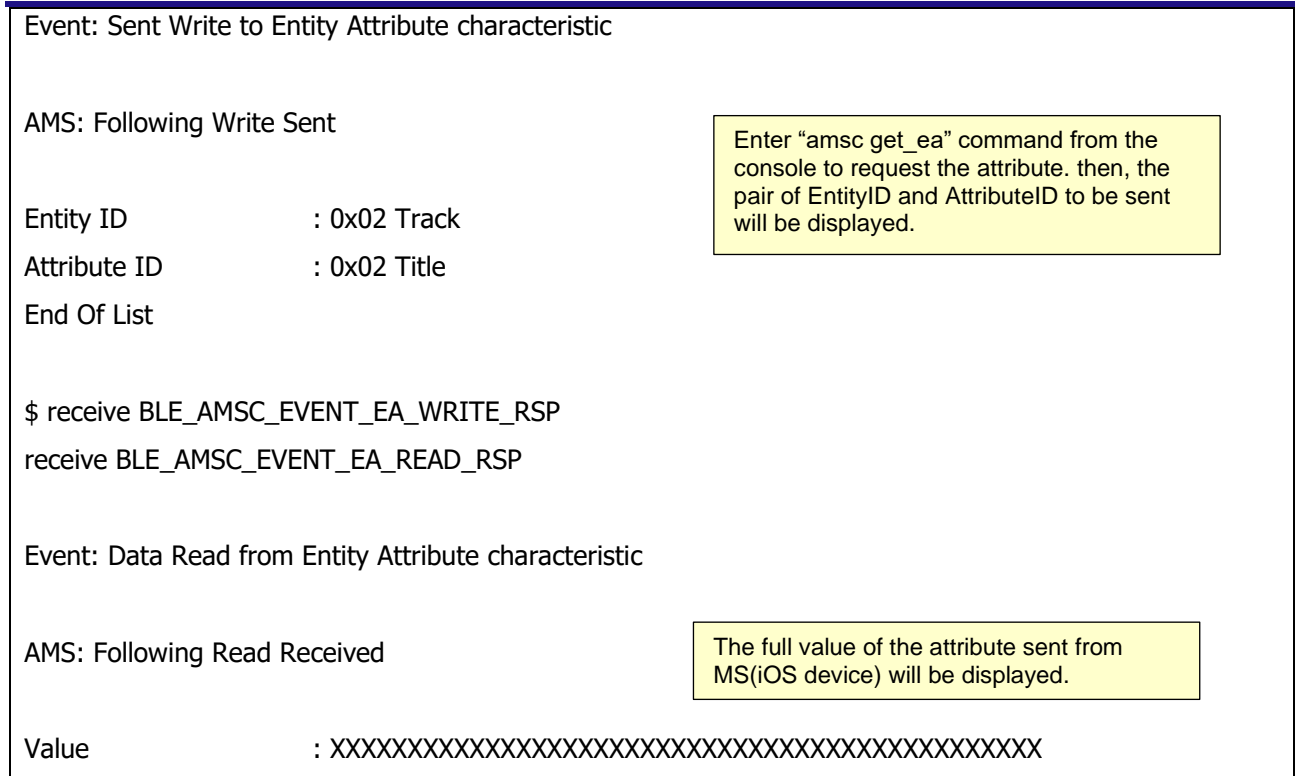 Event: Sent Write to Entity Attribute characteristic
AMS: Following Write Sent
Enter “amsc get_ea” command from the
console to request the attribute. then, the
pair of EntityID and AttributeID to be sent
will be displayed.
Entity ID : 0x02 Track
Attribute ID : 0x02 Title
End Of List
$ receive BLE_AMSC_EVENT_EA_WRITE_RSP
receive BLE_AMSC_EVENT_EA_READ_RSP
Event: Data Read from Entity Attribute characteristic
AMS: Following Read Received
The full value of the attribute sent from
MS(iOS device) will be displayed.
Value : XXXXXXXXXXXXXXXXXXXXXXXXXXXXXXXXXXXXXXXXXXXXXX